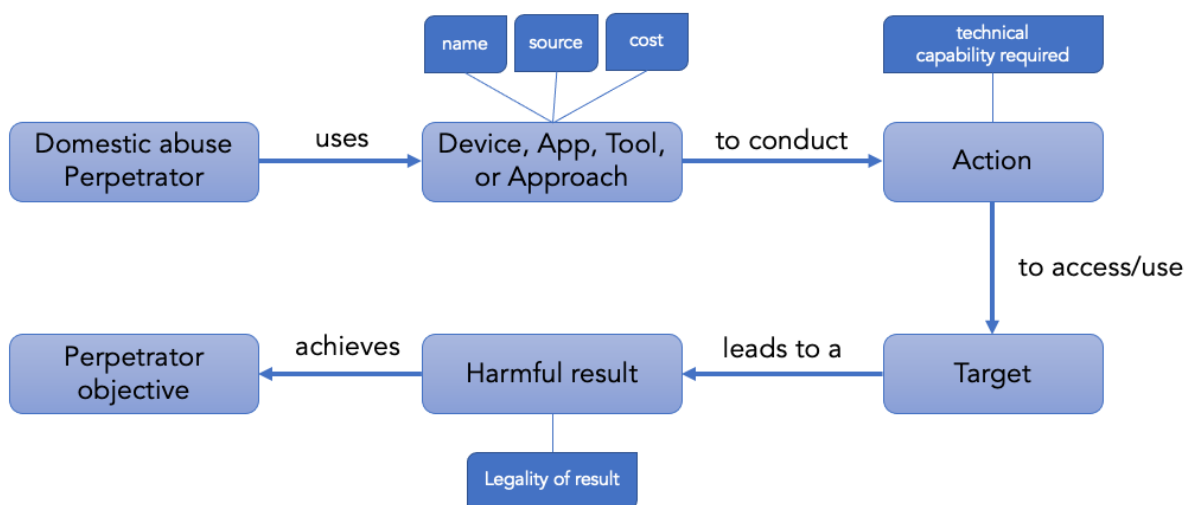 name
source
cost
technical
capability required
Domestic abuse
Perpetrator
uses
Device, App, Tool,
or Approach
to conduct
Action
to access/use
Target
leads to a
Harmful result
achieves
Perpetrator
objective
Legality of result